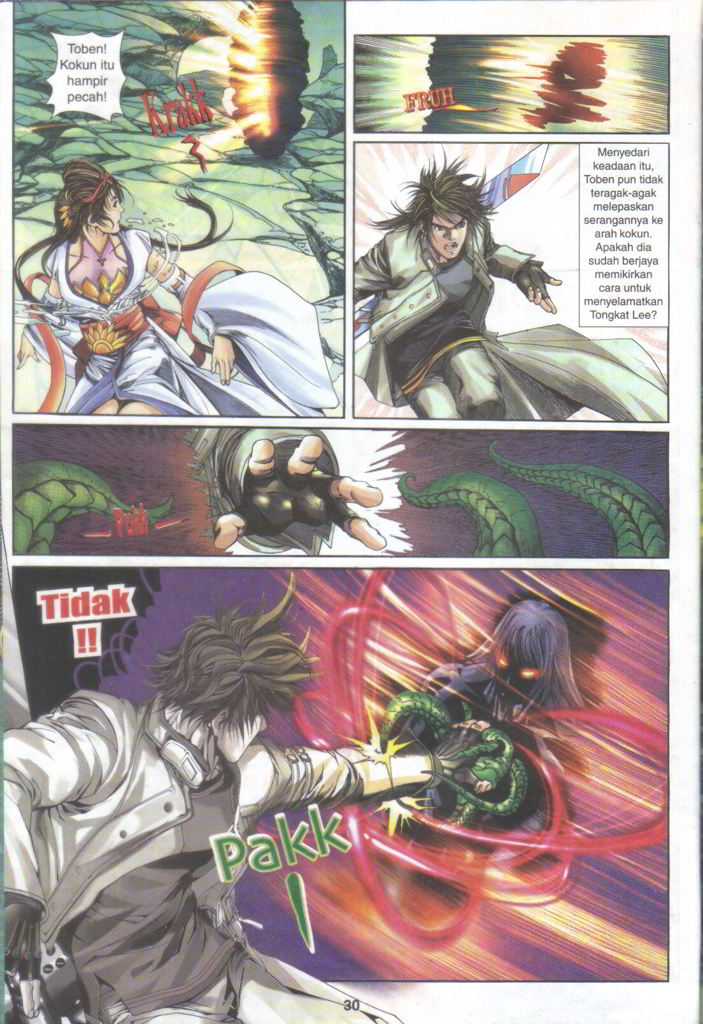 Toben!
Kokun itu
hampir
pecah!
Krakk
FRUH
Menyedari
keadaan itu,
Toben pun tidak
teragak-agak
melepaskan
serangannya ke
arah kokun.
Apakah dia
sudah berjaya
memikirkan
cara untuk
menyelamatkan
Tongkat Lee?
Prakk
Tidak
!!
Pakk
!
30